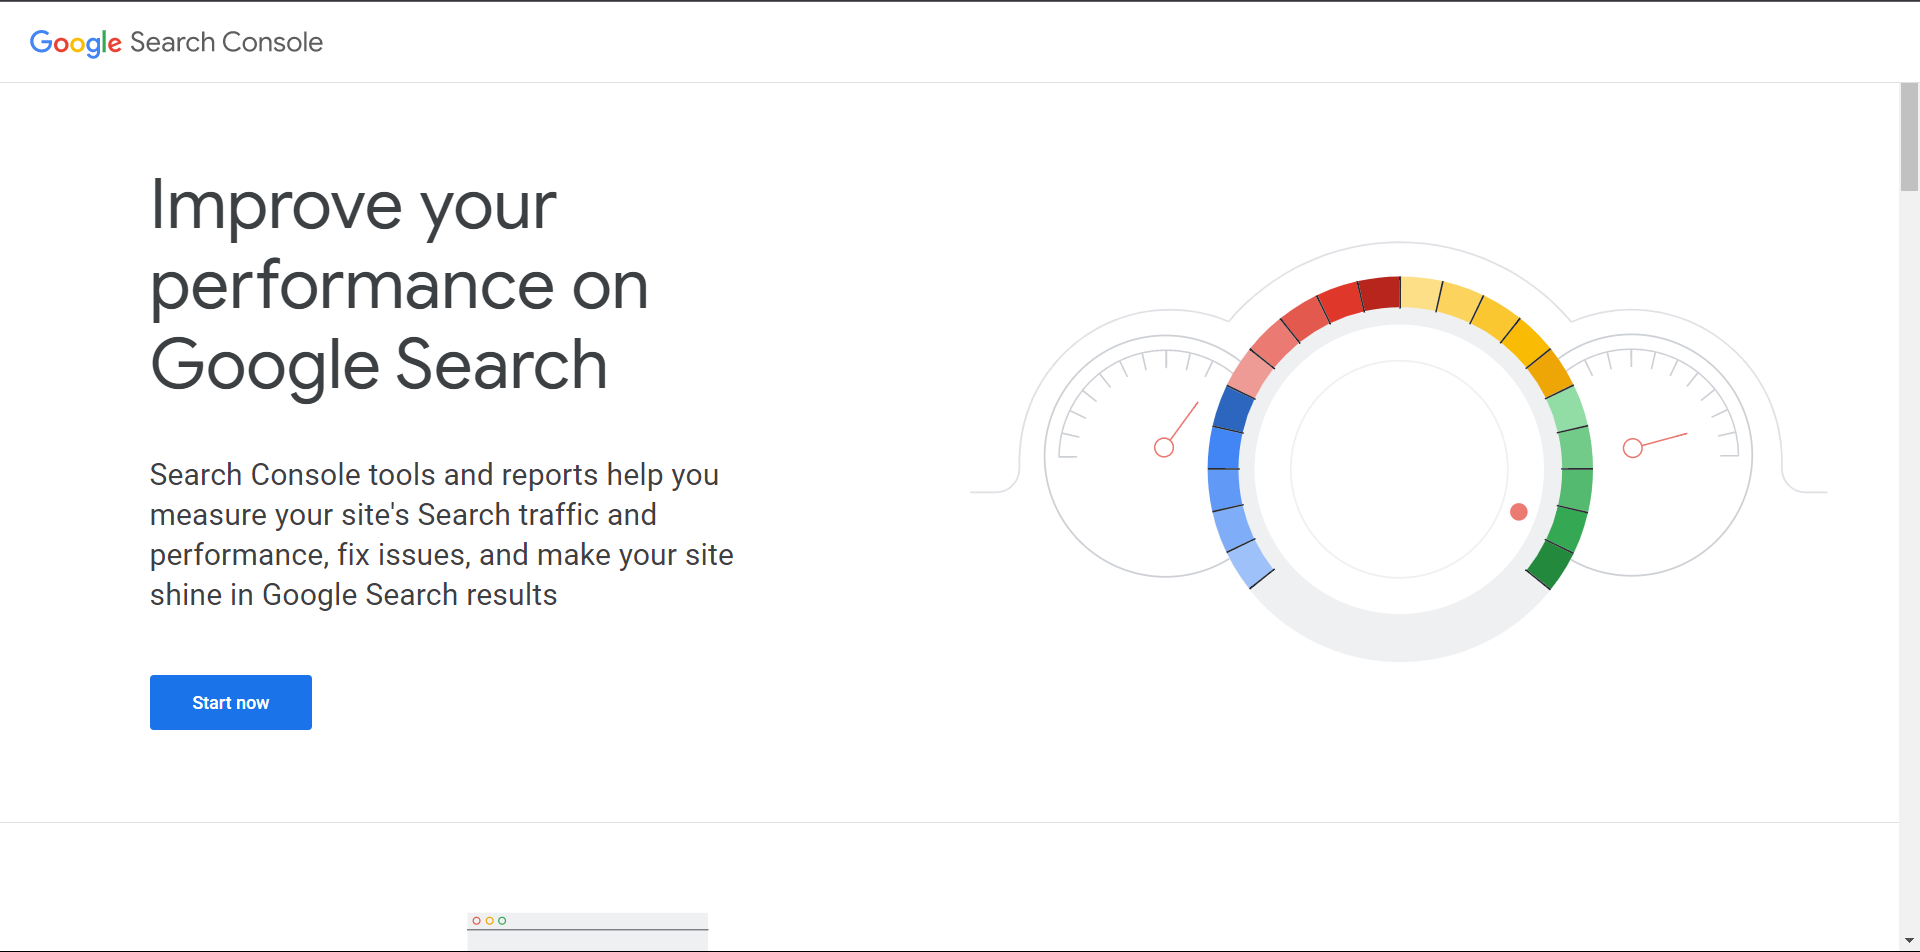 Google Search Console
Improve your
performance on
Google Search
Search Console tools and reports help you
measure your site's Search traffic and
performance, fix issues, and make your site
shine in Google Search results
Start now